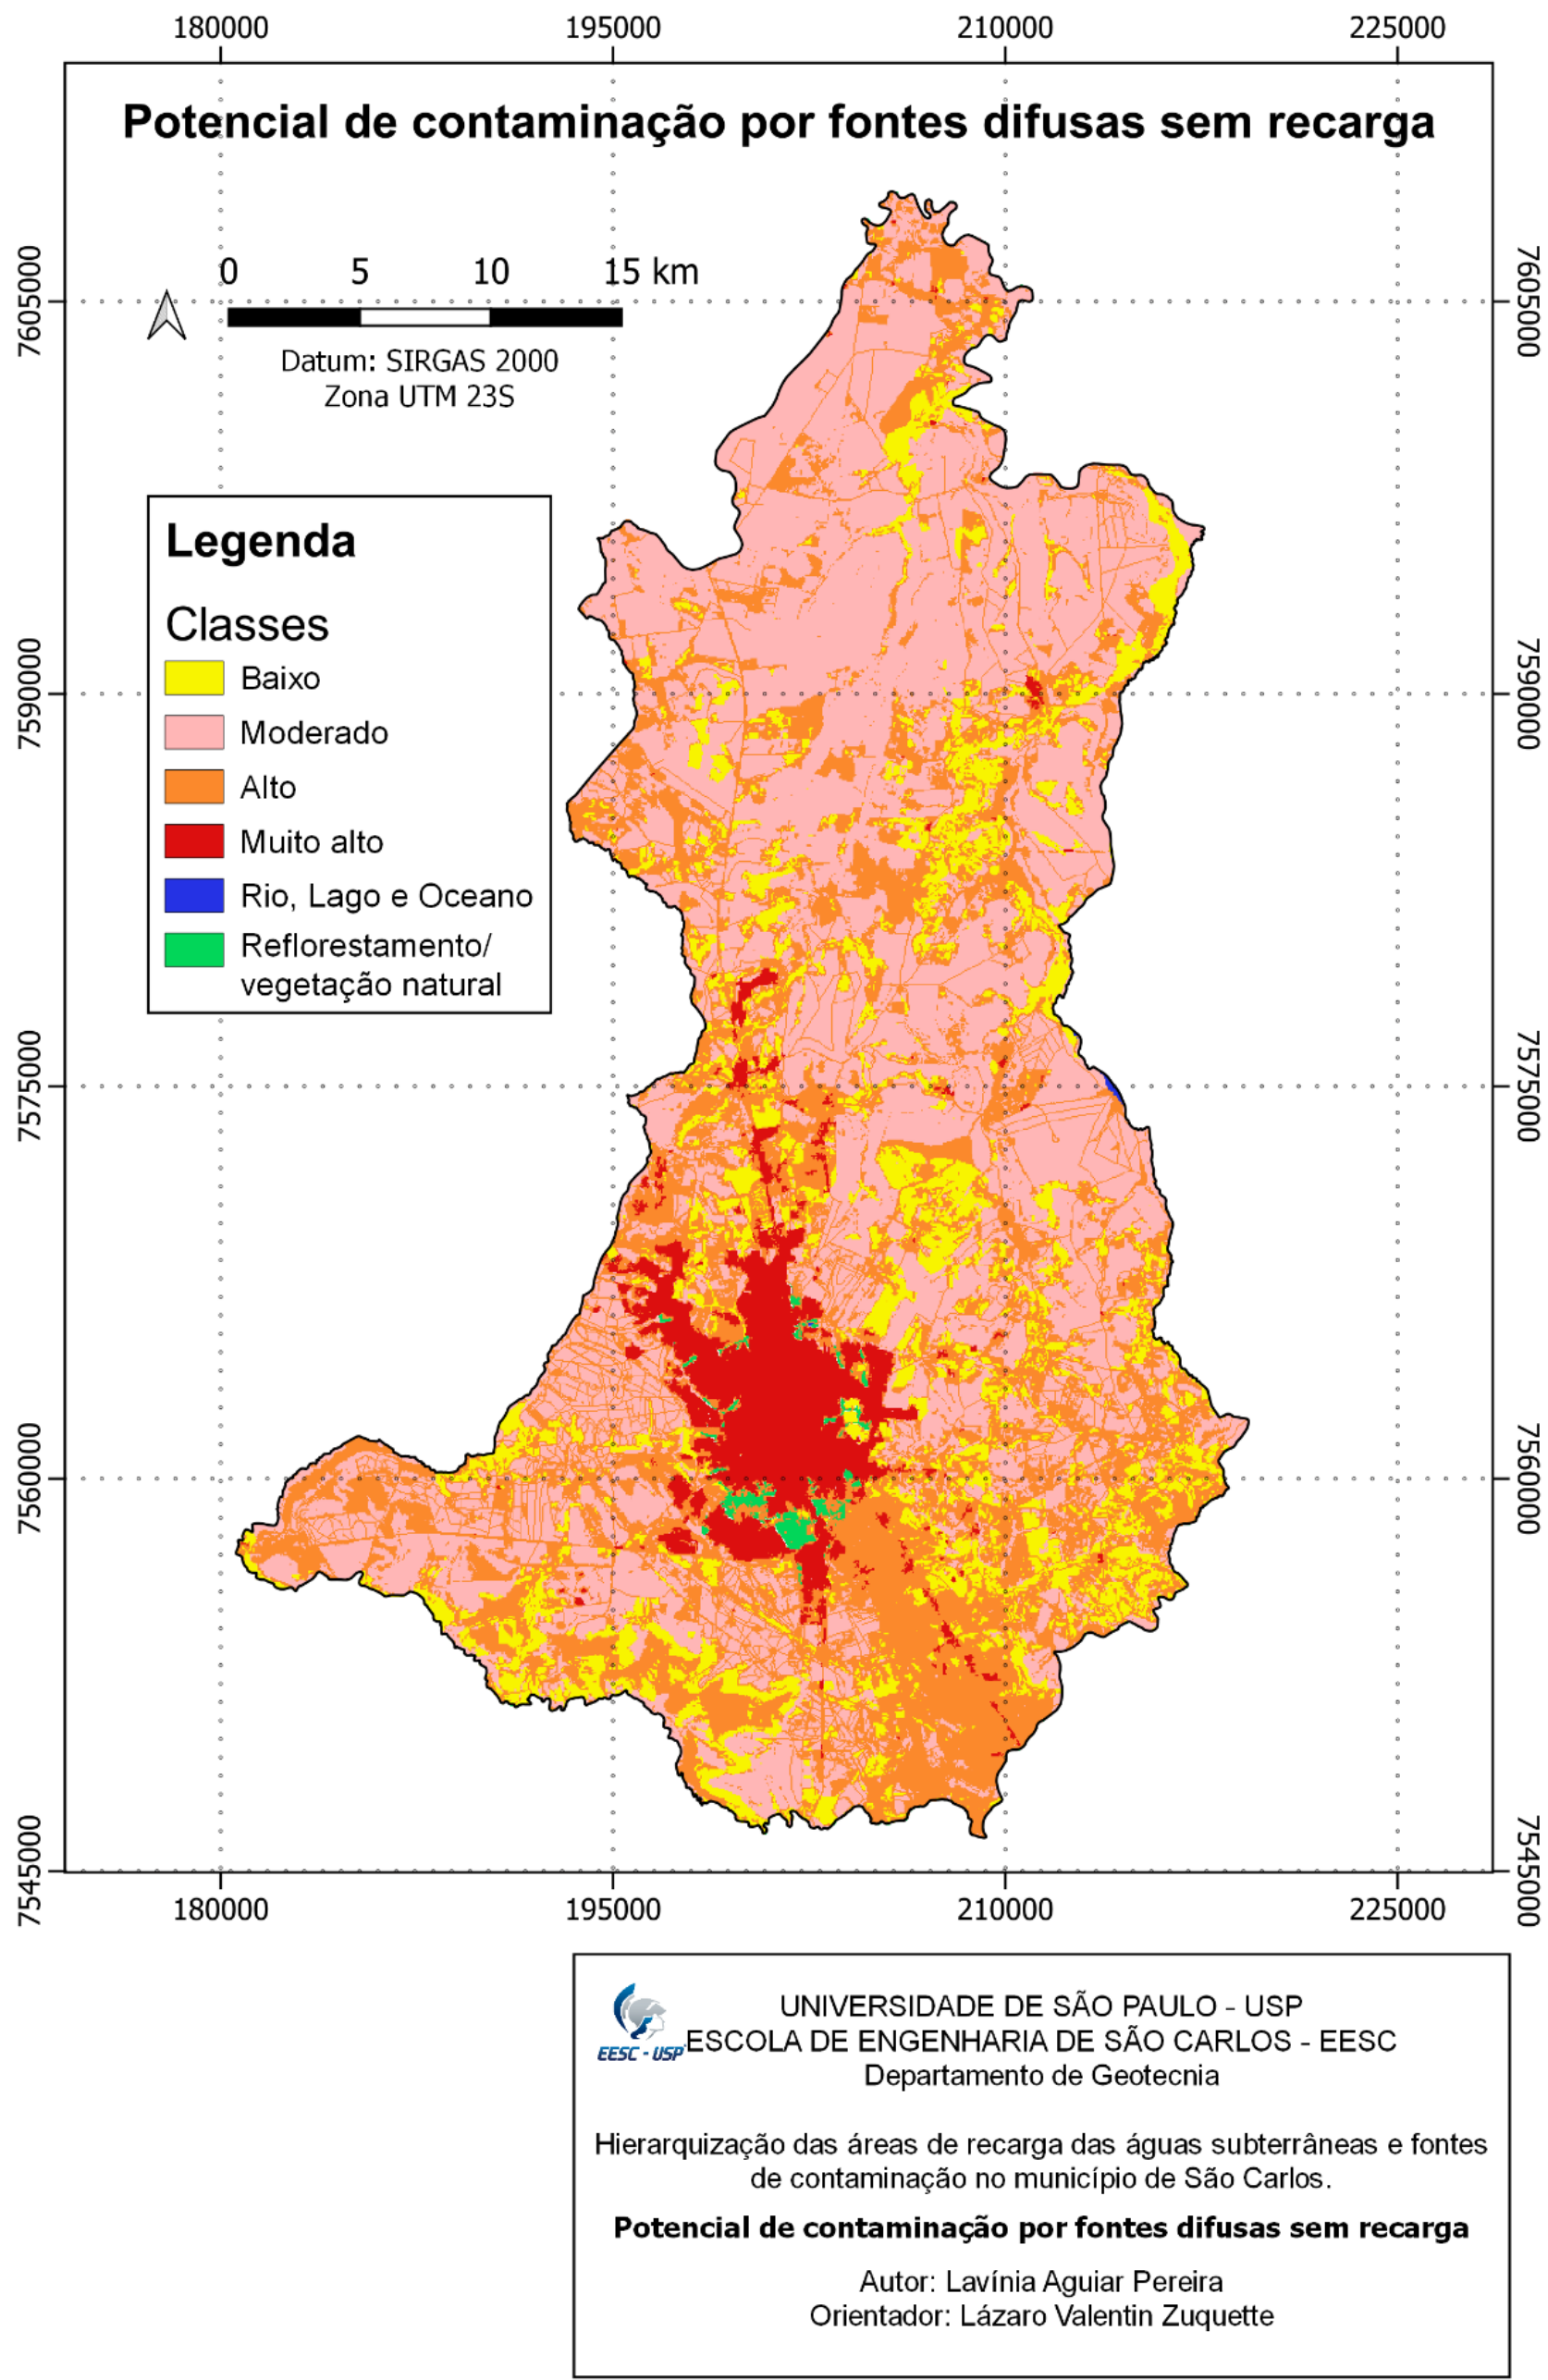 180000 195000 210000 225000
Potencial de contaminação por fontes difusas sem recarga
0 5 10 15 km
Datum: SIRGAS 2000
Zona UTM 23S
7605000 7605000
Legenda
Classes
Baixo
Moderado
Alto
Muito alto
Rio, Lago e Oceano
Reflorestamento/
vegetação natural
7590000 7590000
7575000 7575000
7560000 7560000
7545000 7545000
180000 195000 210000 225000
EESC - USP
UNIVERSIDADE DE SÃO PAULO - USP
ESCOLA DE ENGENHARIA DE SÃO CARLOS - EESC
Departamento de Geotecnia
Hierarquização das áreas de recarga das águas subterrâneas e fontes
de contaminação no município de São Carlos.
Potencial de contaminação por fontes difusas sem recarga
Autor: Lavínia Aguiar Pereira
Orientador: Lázaro Valentin Zuquette